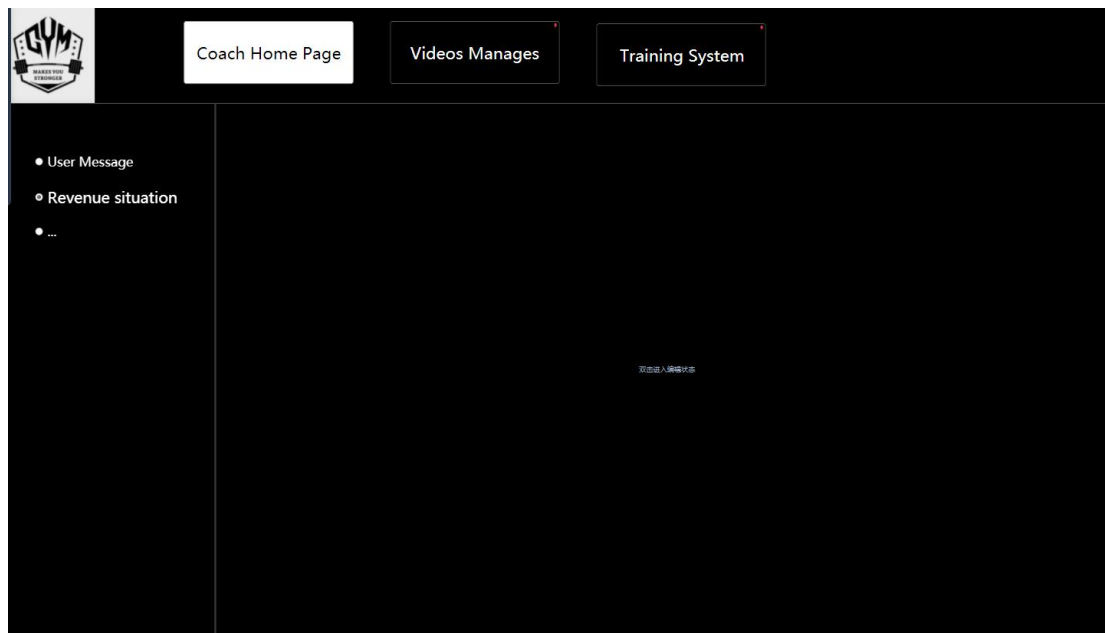 GYM
MAKES YOU
STRONGER
Coach Home Page
Videos Manages
Training System
User Message
Revenue situation
...
双击进入编辑状态